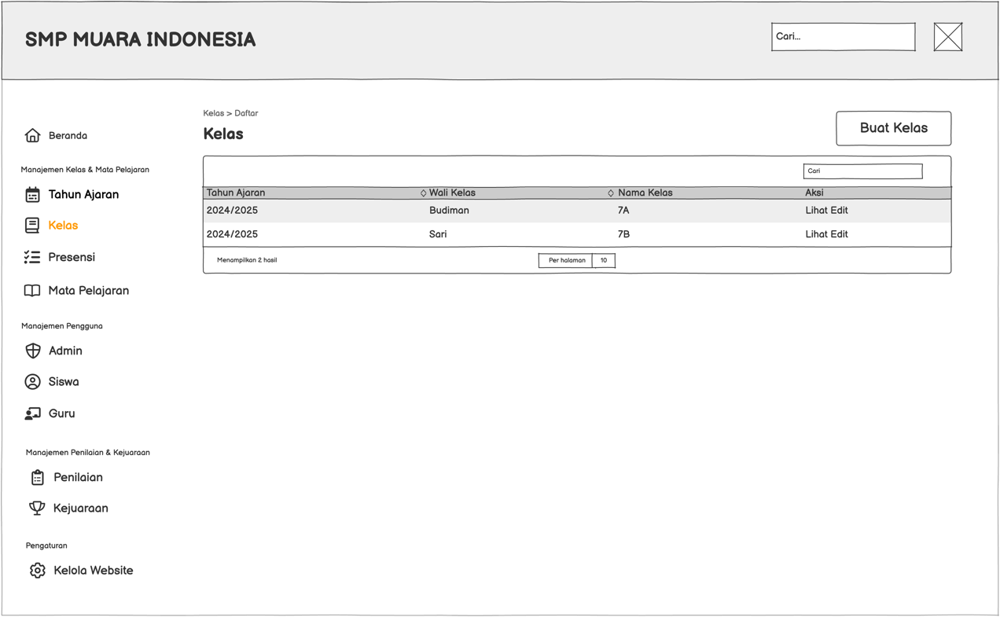 SMP MUARA INDONESIA
Cari...
Beranda
Manajemen Kelas & Mata Pelajaran
Tahun Ajaran
Kelas
Presensi
Mata Pelajaran
Manajemen Pengguna
Admin
Siswa
Guru
Manajemen Penilaian & Kejuaraan
Penilaian
Kejuaraan
Pengaturan
Kelola Website
Kelas > Daftar
Kelas
Buat Kelas
Cari
Tahun Ajaran Wali Kelas Nama Kelas Aksi
2024/2025 Budiman 7A Lihat Edit
2024/2025 Sari 7B Lihat Edit
Menampilkan 2 hasil Per halaman 10